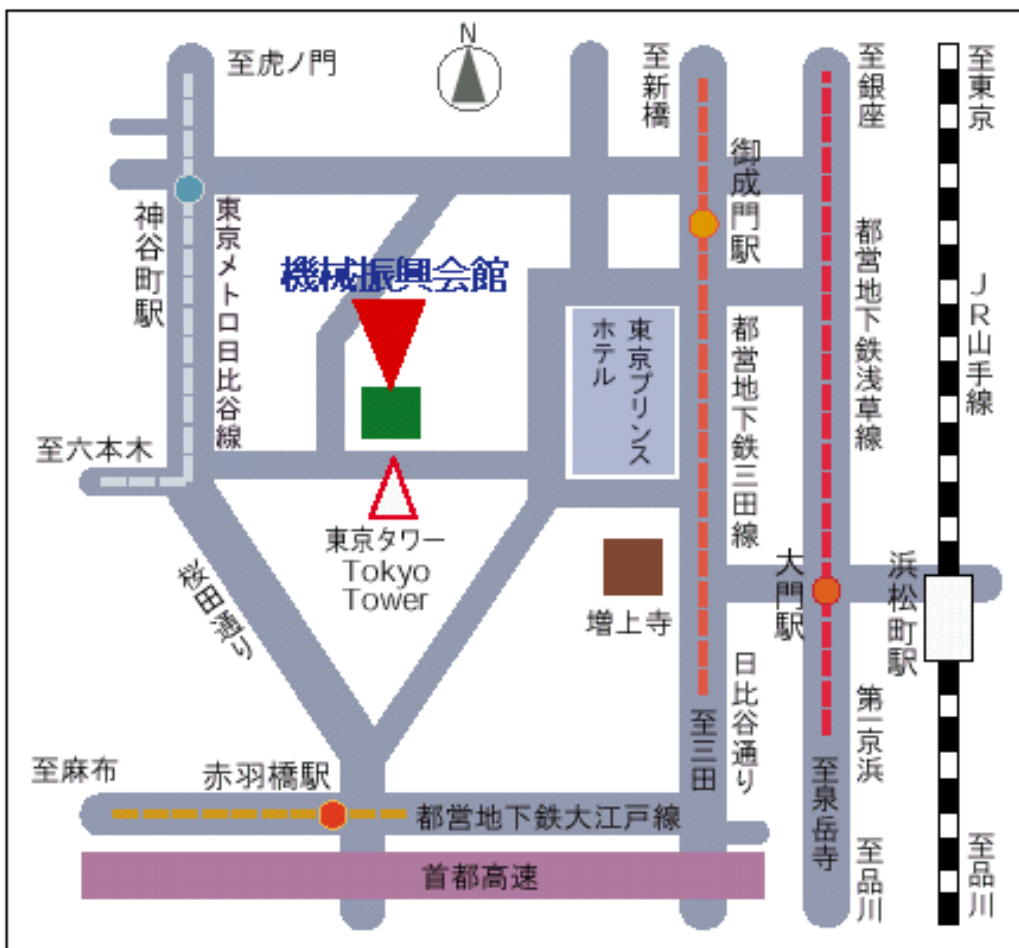 N
至虎ノ門
至新橋
至銀座
至東京
御成門駅
神谷町駅
東京メトロ日比谷線
機械振興会館
都営地下鉄浅草線
JR山手線
東京プリンス
ホテル
都営地下鉄三田線
至六本木
東京タワー
Tokyo
Tower
大門駅
浜松町駅
桜田通り
増上寺
日比谷通り
至三田
第一京浜
至麻布
赤羽橋駅
都営地下鉄大江戸線
至泉岳寺
至品川
至品川
首都高速